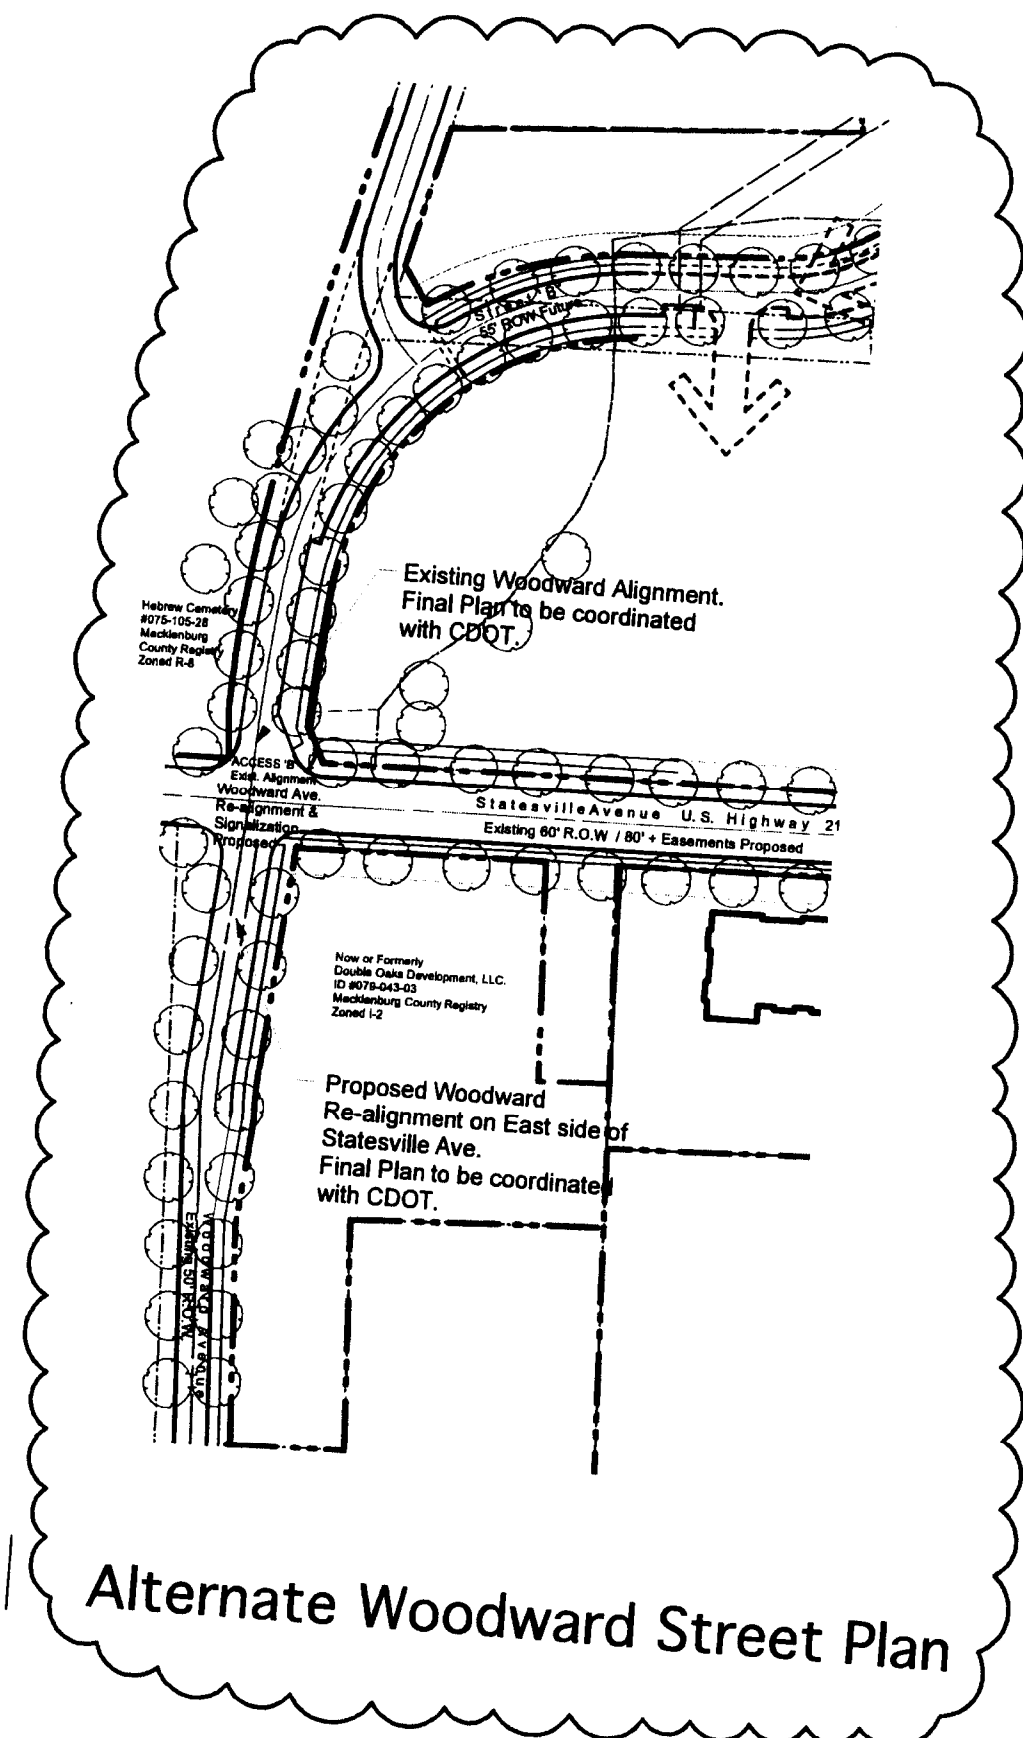 Street "B"
55' ROW Future
Existing Woodward Alignment.
Final Plan to be coordinated
with CDOT.
Hebrew Cemetery
#075-105-28
Mecklenburg
County Registry
Zoned R-8
ACCESS 'B'
Exist. Alignment
Woodward Ave.
Re-alignment &
Signalization
Proposed
Statesville Avenue U.S. Highway 21
Existing 60' R.O.W / 80' + Easements Proposed
Now or Formerly
Double Oaks Development, LLC.
ID #079-043-03
Mecklenburg County Registry
Zoned I-2
Proposed Woodward
Re-alignment on East side of
Statesville Ave.
Final Plan to be coordinated
with CDOT.
Woodward Avenue
Existing 50' R.O.W.
Alternate Woodward Street Plan